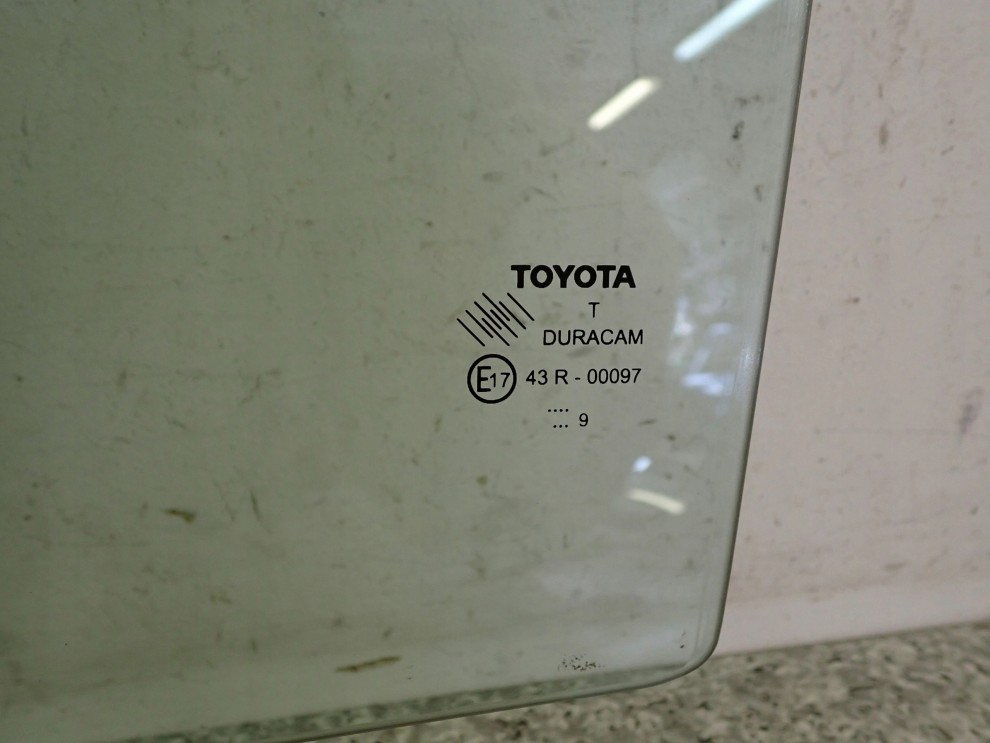 TOYOTA
T
DURACAM
E17 43 R - 00097
....
... 9